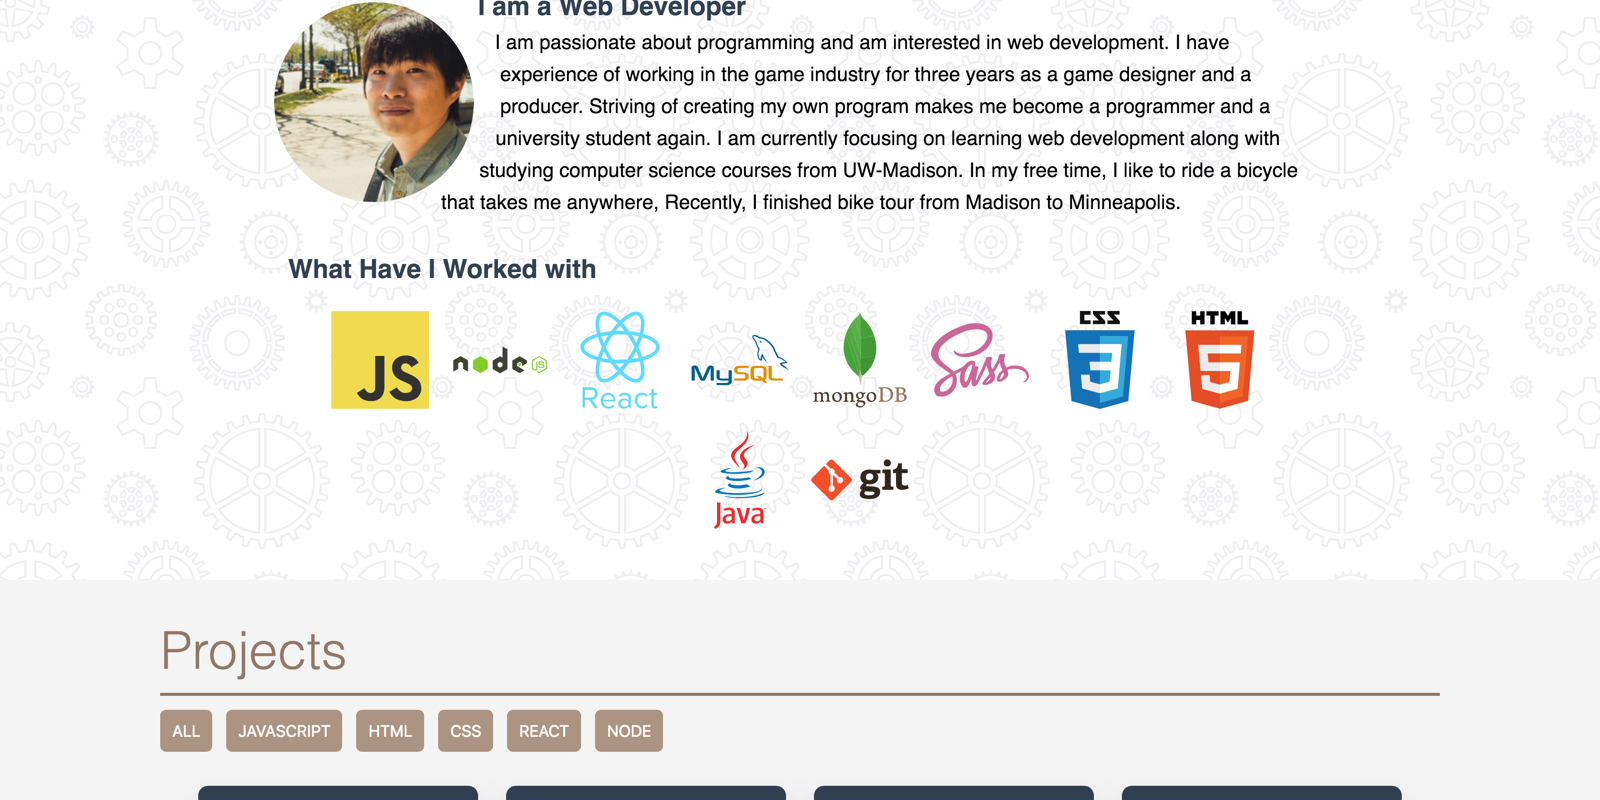 I am a Web Developer
I am passionate about programming and am interested in web development. I have
experience of working in the game industry for three years as a game designer and a
producer. Striving of creating my own program makes me become a programmer and a
university student again. I am currently focusing on learning web development along with
studying computer science courses from UW-Madison. In my free time, I like to ride a bicycle
that takes me anywhere, Recently, I finished bike tour from Madison to Minneapolis.
What Have I Worked with
JS
node JS
React
MySQL
mongoDB
Sass
CSS
3
HTML
5
Java
git
Projects
ALL JAVASCRIPT HTML CSS REACT NODE